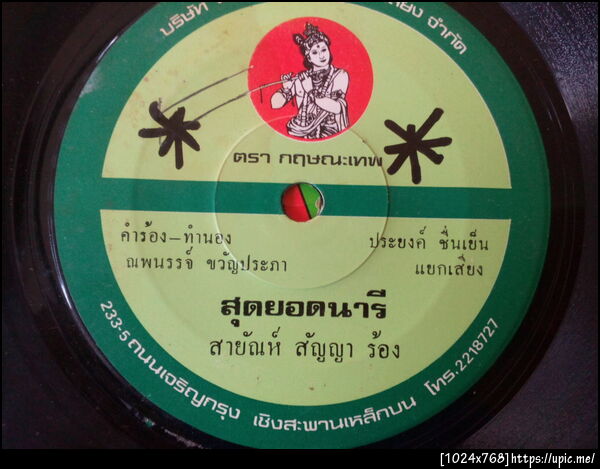 บริษัท
เสียง จำกัด
ตรา กฤษณะเทพ
คำร้อง-ทำนอง
ณพนรรจ์ ขวัญประภา
ประยงค์ ชื่นเย็น
แยกเสียง
สุดยอดนารี
สายัณห์ สัญญา ร้อง
233-5 ถนนเจริญกรุง เชิงสะพานเหล็กบน โทร.2218727
[1024x768]https://upic.me/